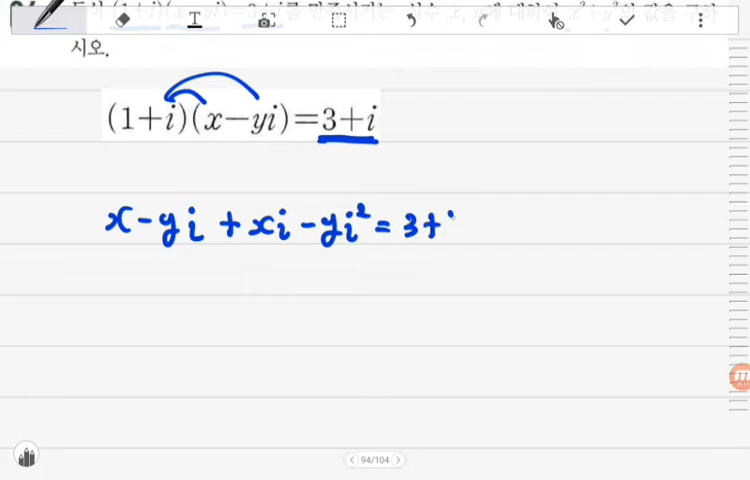 시오.
(1+i)(x−yi)=3+i
x - yi + xi - yi² = 3+
94/104